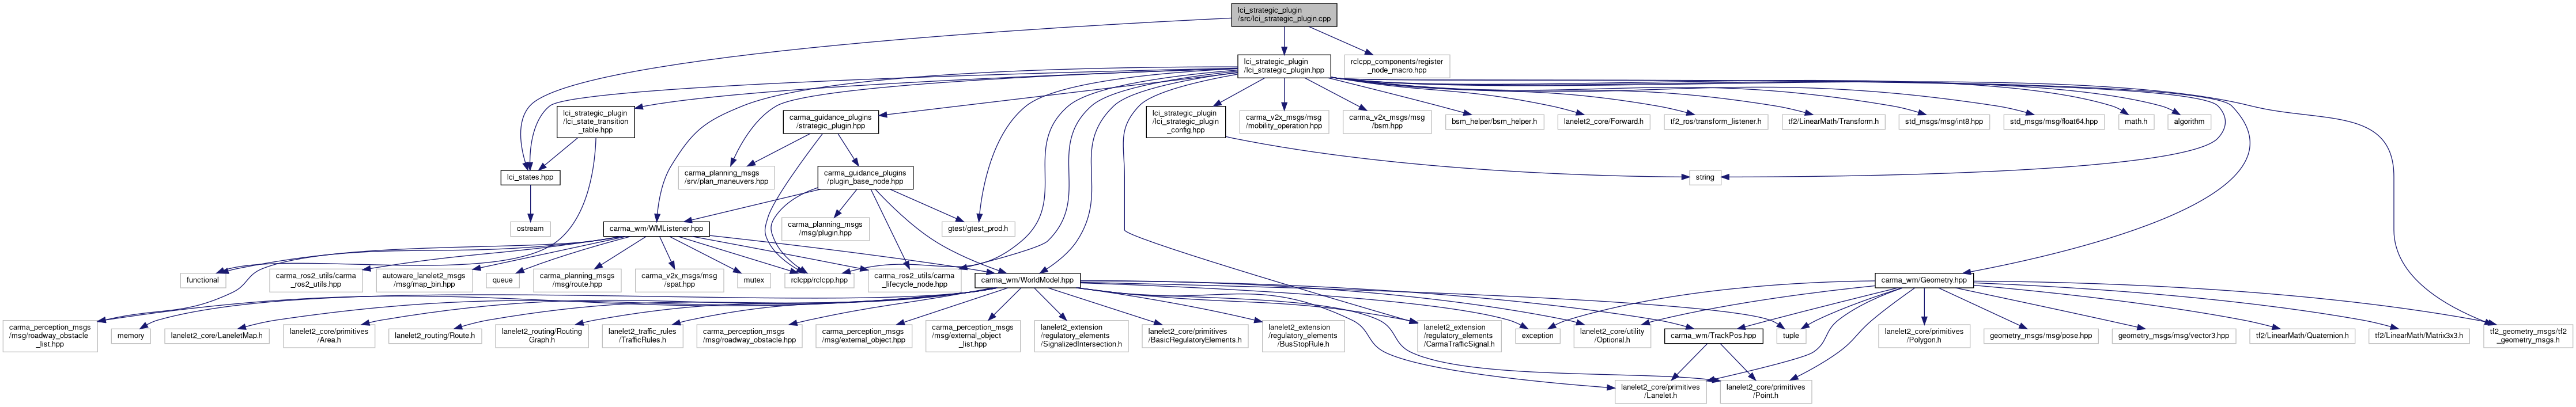 lci_strategic_plugin
/src/lci_strategic_plugin.cpp
lci_strategic_plugin
/lci_strategic_plugin.hpp
rclcpp_components/register
_node_macro.hpp
lci_strategic_plugin
/lci_state_transition
_table.hpp
carma_guidance_plugins
/strategic_plugin.hpp
lci_strategic_plugin
/lci_strategic_plugin
_config.hpp
carma_v2x_msgs/msg
/mobility_operation.hpp
carma_v2x_msgs/msg
/bsm.hpp
bsm_helper/bsm_helper.h
lanelet2_core/Forward.h
tf2_ros/transform_listener.h
tf2/LinearMath/Transform.h
std_msgs/msg/int8.hpp
std_msgs/msg/float64.hpp
math.h
algorithm
lci_states.hpp
carma_planning_msgs
/srv/plan_maneuvers.hpp
carma_guidance_plugins
/plugin_base_node.hpp
string
ostream
carma_wm/WMListener.hpp
carma_planning_msgs
/msg/plugin.hpp
gtest/gtest_prod.h
functional
carma_ros2_utils/carma
_ros2_utils.hpp
autoware_lanelet2_msgs
/msg/map_bin.hpp
queue
carma_planning_msgs
/msg/route.hpp
carma_v2x_msgs/msg
/spat.hpp
mutex
rclcpp/rclcpp.hpp
carma_ros2_utils/carma
_lifecycle_node.hpp
carma_wm/WorldModel.hpp
carma_wm/Geometry.hpp
carma_perception_msgs
/msg/roadway_obstacle
_list.hpp
memory
lanelet2_core/LaneletMap.h
lanelet2_core/primitives
/Area.h
lanelet2_routing/Route.h
lanelet2_routing/Routing
Graph.h
lanelet2_traffic_rules
/TrafficRules.h
carma_perception_msgs
/msg/roadway_obstacle.hpp
carma_perception_msgs
/msg/external_object.hpp
carma_perception_msgs
/msg/external_object
_list.hpp
lanelet2_extension
/regulatory_elements
/SignalizedIntersection.h
lanelet2_core/primitives
/BasicRegulatoryElements.h
lanelet2_extension
/regulatory_elements
/BusStopRule.h
lanelet2_extension
/regulatory_elements
/CarmaTrafficSignal.h
exception
lanelet2_core/utility
/Optional.h
carma_wm/TrackPos.hpp
tuple
lanelet2_core/primitives
/Polygon.h
geometry_msgs/msg/pose.hpp
geometry_msgs/msg/vector3.hpp
tf2/LinearMath/Quaternion.h
tf2/LinearMath/Matrix3x3.h
tf2_geometry_msgs/tf2
_geometry_msgs.h
lanelet2_core/primitives
/Lanelet.h
lanelet2_core/primitives
/Point.h